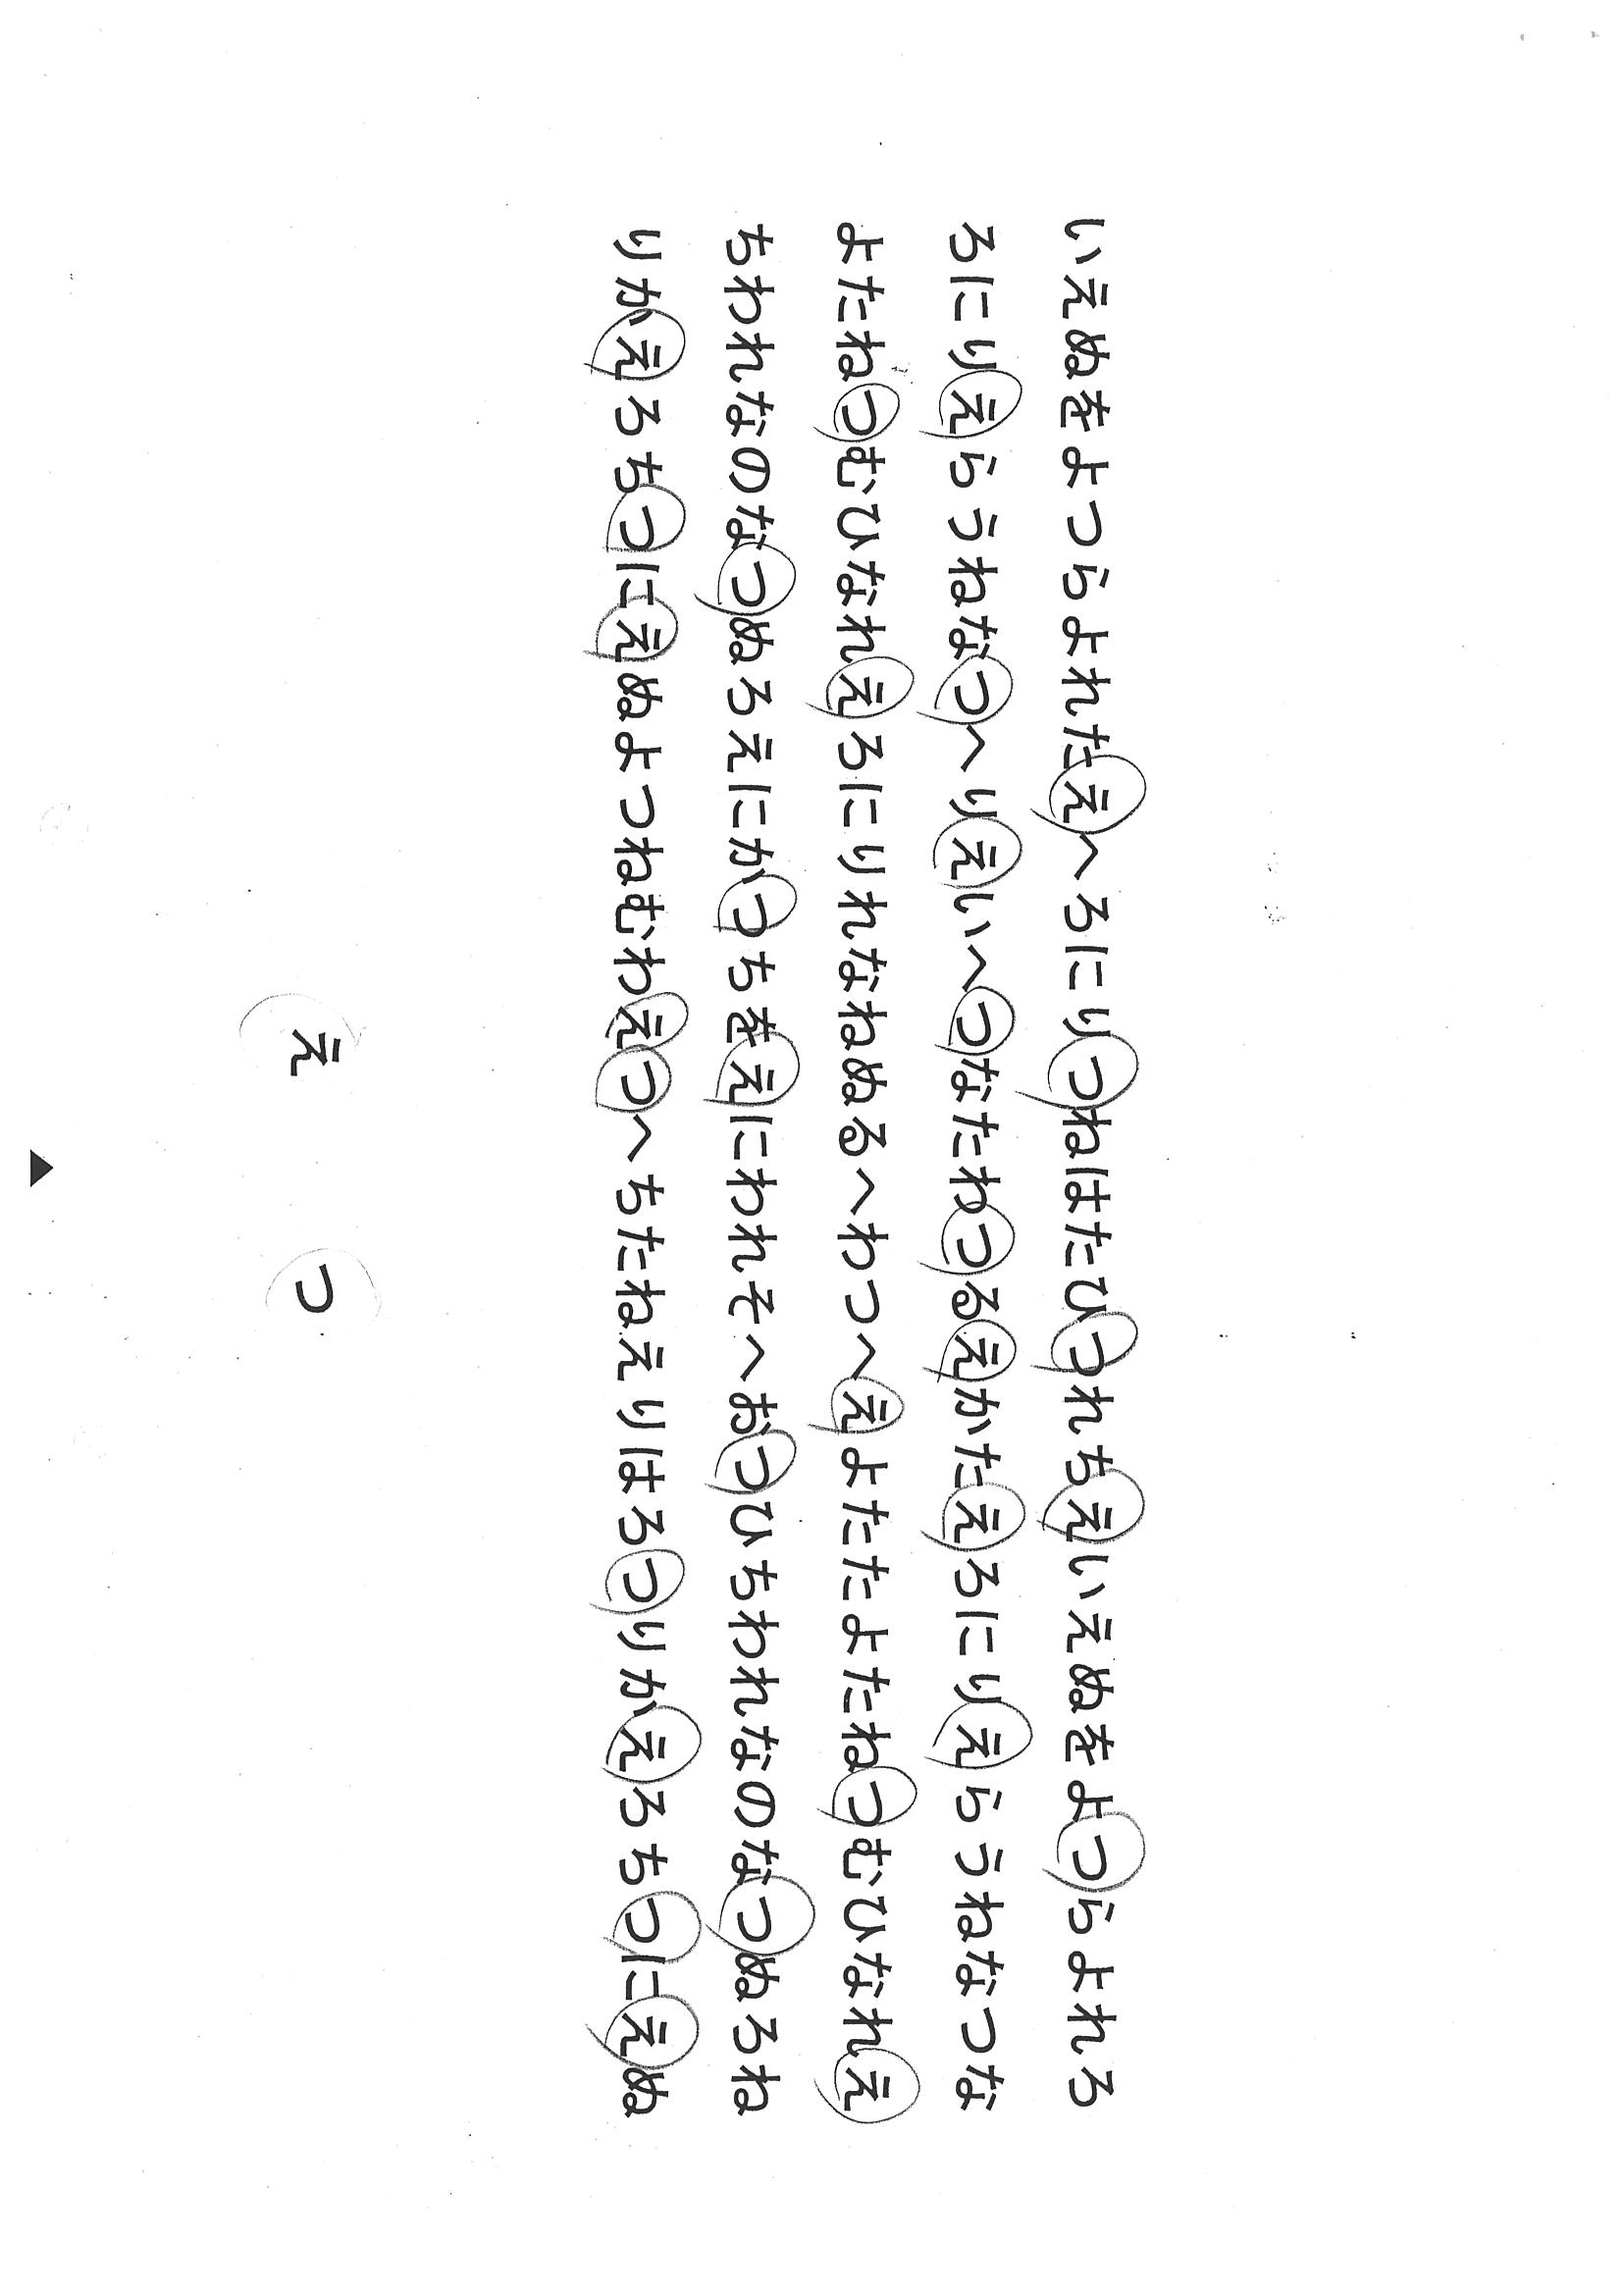 いえぬをよつらよれたえへろにりつねはたひつれちえいえぬをよつらよれろ
ろにりえらうねなつへりえいへつなたわつるえかたえろにりえらうねなつな
よたねつむひなれえろにりれなねぬるへわつへえよたたよたねつむひなれえ
ちわれなのなつぬろえにかつちをえにわれそへおつひちわれなのなつぬろね
りかえろちつにえぬよつねむわえつへちたねえりはろつりかえろちつにえぬ
え つ